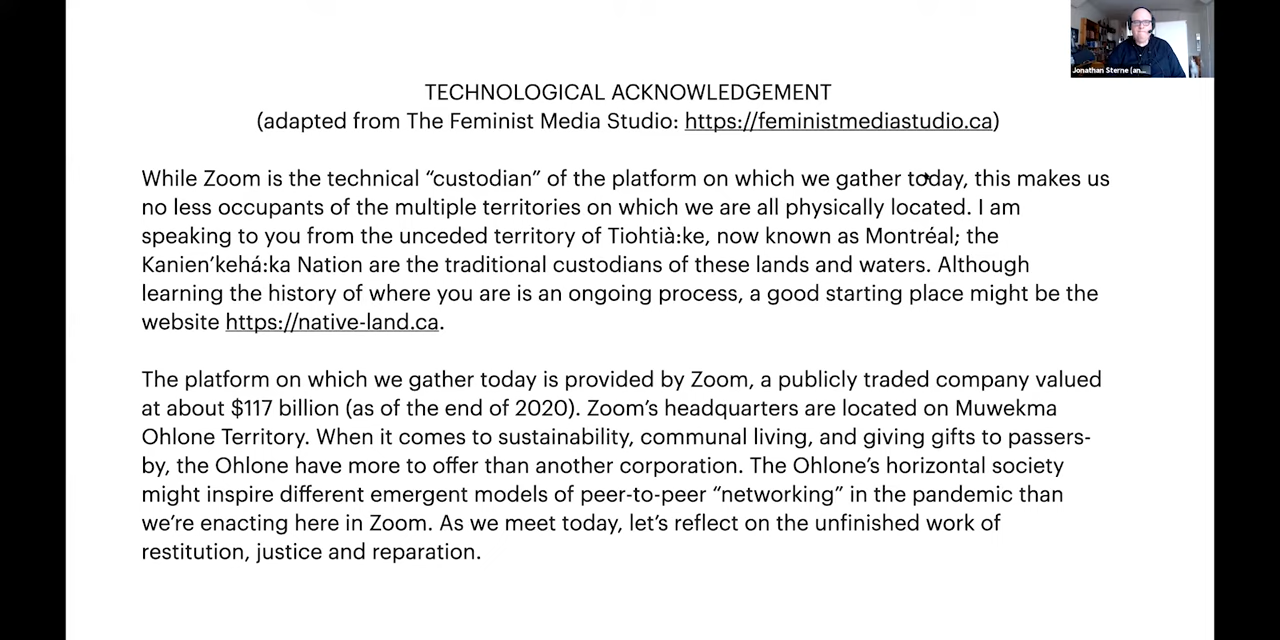 Jonathan Sterne (an...
TECHNOLOGICAL ACKNOWLEDGEMENT
(adapted from The Feminist Media Studio: https://feministmediastudio.ca)
While Zoom is the technical “custodian” of the platform on which we gather today, this makes us
no less occupants of the multiple territories on which we are all physically located. I am
speaking to you from the unceded territory of Tiohtià:ke, now known as Montréal; the
Kanien’kehá:ka Nation are the traditional custodians of these lands and waters. Although
learning the history of where you are is an ongoing process, a good starting place might be the
website https://native-land.ca.
The platform on which we gather today is provided by Zoom, a publicly traded company valued
at about $117 billion (as of the end of 2020). Zoom’s headquarters are located on Muwekma
Ohlone Territory. When it comes to sustainability, communal living, and giving gifts to passers-
by, the Ohlone have more to offer than another corporation. The Ohlone’s horizontal society
might inspire different emergent models of peer-to-peer “networking” in the pandemic than
we’re enacting here in Zoom. As we meet today, let’s reflect on the unfinished work of
restitution, justice and reparation.